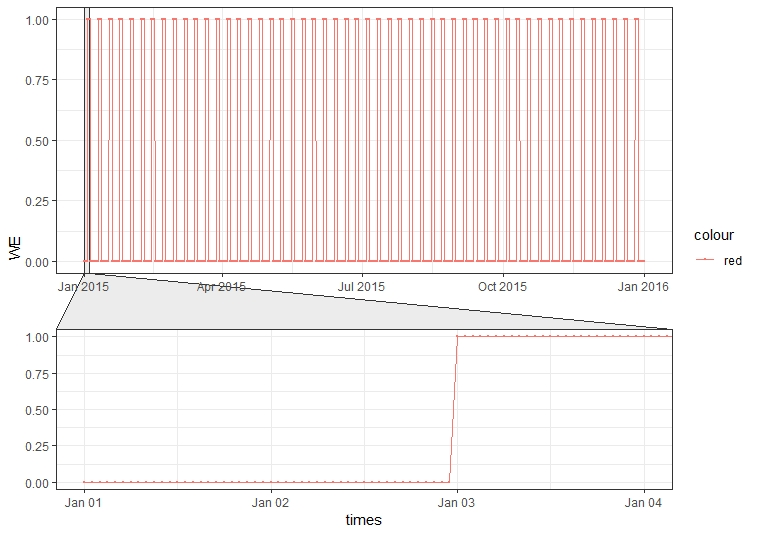 1.00
0.75
0.50
0.25
0.00
WE
Jan 2015
Apr 2015
Jul 2015
Oct 2015
Jan 2016
colour
red
1.00
0.75
0.50
0.25
0.00
Jan 01
Jan 02
Jan 03
Jan 04
times